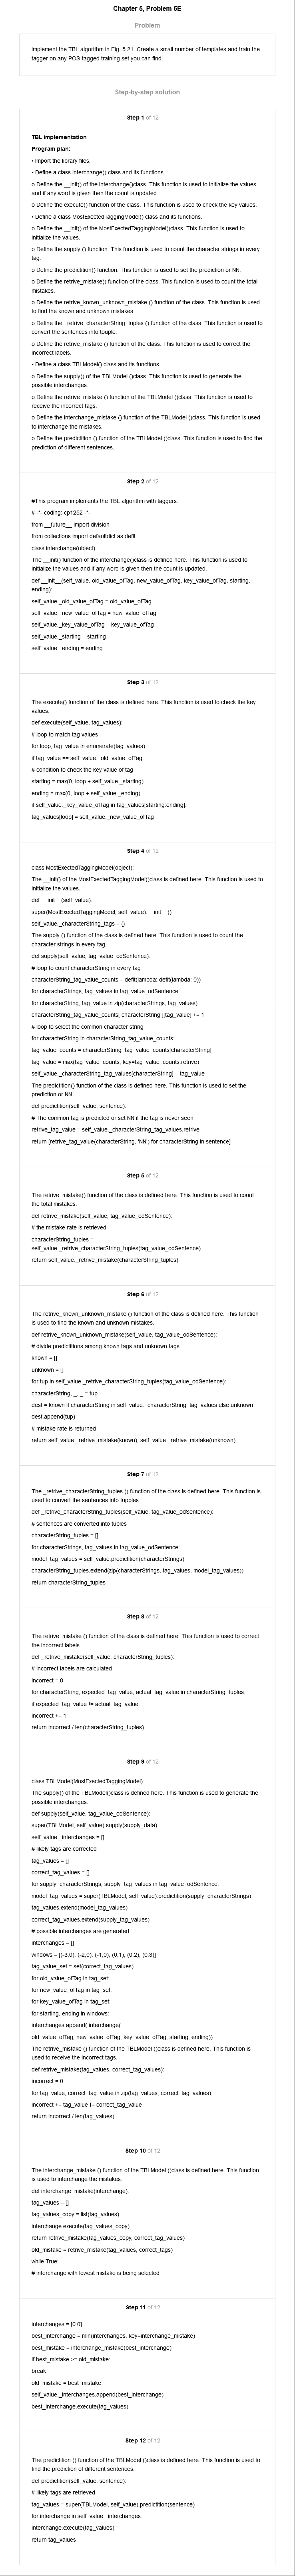 Chapter 5, Problem 5E
Problem
Implement the TBL algorithm in Fig. 5.21. Create a small number of templates and train the
tagger on any POS-tagged training set you can find.
Step-by-step solution
Step 1 of 12
TBL implementation
Program plan:
• Import the library files.
• Define a class interchange() class and its functions.
o Define the __init() of the interchange()class. This function is used to initialize the values
and if any word is given then the count is updated.
o Define the execute() function of the class. This function is used to check the key values.
• Define a class MostExectedTaggingModel() class and its functions.
o Define the __init() of the MostExectedTaggingModel()class. This function is used to
initialize the values.
o Define the supply () function. This function is used to count the character strings in every
tag.
o Define the predictition() function. This function is used to set the prediction or NN.
o Define the retrive_mistake() function of the class. This function is used to count the total
mistakes.
o Define the retrive_known_unknown_mistake () function of the class. This function is used
to find the known and unknown mistakes.
o Define the _retrive_characterString_tuples () function of the class. This function is used to
convert the sentences into touple.
o Define the retrive_mistake () function of the class. This function is used to correct the
incorrect labels.
• Define a class TBLModel() class and its functions.
o Define the supply() of the TBLModel ()class. This function is used to generate the
possible interchanges.
o Define the retrive_mistake () function of the TBLModel ()class. This function is used to
receive the incorrect tags.
o Define the interchange_mistake () function of the TBLModel ()class. This function is used
to interchange the mistakes.
o Define the predictition () function of the TBLModel ()class. This function is used to find the
prediction of different sentences.
Step 2 of 12
#This program implements the TBL algorithm with taggers.
# -*- coding: cp1252 -*-
from __future__ import division
from collections import defaultdict as deflt
class interchange(object):
The __init() function of the interchange()class is defined here. This function is used to
initialize the values and if any word is given then the count is updated.
def __init__(self_value, old_value_ofTag, new_value_ofTag, key_value_ofTag, starting,
ending):
self_value._old_value_ofTag = old_value_ofTag
self_value._new_value_ofTag = new_value_ofTag
self_value._key_value_ofTag = key_value_ofTag
self_value._starting = starting
self_value._ending = ending
Step 3 of 12
The execute() function of the class is defined here. This function is used to check the key
values.
def execute(self_value, tag_values):
# loop to match tag values
for loop, tag_value in enumerate(tag_values):
if tag_value == self_value._old_value_ofTag:
# condition to check the key value of tag
starting = max(0, loop + self_value._starting)
ending = max(0, loop + self_value._ending)
if self_value._key_value_ofTag in tag_values[starting:ending]:
tag_values[loop] = self_value._new_value_ofTag
Step 4 of 12
class MostExectedTaggingModel(object):
The __init() of the MostExectedTaggingModel()class is defined here. This function is used to
initialize the values.
def __init__(self_value):
super(MostExectedTaggingModel, self_value).__init__()
self_value._characterString_tags = {}
The supply () function of the class is defined here. This function is used to count the
character strings in every tag.
def supply(self_value, tag_value_odSentence):
# loop to count characterString in every tag
characterString_tag_value_counts = deflt(lambda: deflt(lambda: 0))
for characterStrings, tag_values in tag_value_odSentence:
for characterString, tag_value in zip(characterStrings, tag_values):
characterString_tag_value_counts[ characterString ][tag_value] += 1
# loop to select the common character string
for characterString in characterString_tag_value_counts:
tag_value_counts = characterString_tag_value_counts[characterString]
tag_value = max(tag_value_counts, key=tag_value_counts.retrive)
self_value._characterString_tag_values[characterString] = tag_value
The predictition() function of the class is defined here. This function is used to set the
prediction or NN.
def predictition(self_value, sentence):
# The common tag is predicted or set NN if the tag is never seen
retrive_tag_value = self_value._characterString_tag_values.retrive
return [retrive_tag_value(characterString, 'NN') for characterString in sentence]
Step 5 of 12
The retrive_mistake() function of the class is defined here. This function is used to count
the total mistakes.
def retrive_mistake(self_value, tag_value_odSentence):
# the mistake rate is retrieved
characterString_tuples =
self_value._retrive_characterString_tuples(tag_value_odSentence)
return self_value._retrive_mistake(characterString_tuples)
Step 6 of 12
The retrive_known_unknown_mistake () function of the class is defined here. This function
is used to find the known and unknown mistakes.
def retrive_known_unknown_mistake(self_value, tag_value_odSentence):
# divide predictitions among known tags and unknown tags
known = []
unknown = []
for tup in self_value._retrive_characterString_tuples(tag_value_odSentence):
characterString, _, _ = tup
dest = known if characterString in self_value._characterString_tag_values else unknown
dest.append(tup)
# mistake rate is returned
return self_value._retrive_mistake(known), self_value._retrive_mistake(unknown)
Step 7 of 12
The _retrive_characterString_tuples () function of the class is defined here. This function is
used to convert the sentences into tupples.
def _retrive_characterString_tuples(self_value, tag_value_odSentence):
# sentences are converted into tuples
characterString_tuples = []
for characterStrings, tag_values in tag_value_odSentence:
model_tag_values = self_value.predictition(characterStrings)
characterString_tuples.extend(zip(characterStrings, tag_values, model_tag_values))
return characterString_tuples
Step 8 of 12
The retrive_mistake () function of the class is defined here. This function is used to correct
the incorrect labels.
def _retrive_mistake(self_value, characterString_tuples):
# incorrect labels are calculated
incorrect = 0
for characterString, expected_tag_value, actual_tag_value in characterString_tuples:
if expected_tag_value != actual_tag_value:
incorrect += 1
return incorrect / len(characterString_tuples)
Step 9 of 12
class TBLModel(MostExectedTaggingModel):
The supply() of the TBLModel()class is defined here. This function is used to generate the
possible interchanges.
def supply(self_value, tag_value_odSentence):
super(TBLModel, self_value).supply(supply_data)
self_value._interchanges = []
# likely tags are corrected
tag_values = []
correct_tag_values = []
for supply_characterStrings, supply_tag_values in tag_value_odSentence:
model_tag_values = super(TBLModel, self_value).predictition(supply_characterStrings)
tag_values.extend(model_tag_values)
correct_tag_values.extend(supply_tag_values)
# possible interchanges are generated
interchanges = []
windows = [(-3,0), (-2,0), (-1,0), (0,1), (0,2), (0,3)]
tag_value_set = set(correct_tag_values)
for old_value_ofTag in tag_set:
for new_value_ofTag in tag_set:
for key_value_ofTag in tag_set:
for starting, ending in windows:
interchanges.append( interchange(
old_value_ofTag, new_value_ofTag, key_value_ofTag, starting, ending))
The retrive_mistake () function of the TBLModel ()class is defined here. This function is
used to receive the incorrect tags.
def retrive_mistake(tag_values, correct_tag_values):
incorrect = 0
for tag_value, correct_tag_value in zip(tag_values, correct_tag_values):
incorrect += tag_value != correct_tag_value
return incorrect / len(tag_values)
Step 10 of 12
The interchange_mistake () function of the TBLModel ()class is defined here. This function
is used to interchange the mistakes.
def interchange_mistake(interchange):
tag_values = []
tag_values_copy = list(tag_values)
interchange.execute(tag_values_copy)
return retrive_mistake(tag_values_copy, correct_tag_values)
old_mistake = retrive_mistake(tag_values, correct_tags)
while True:
# interchange with lowest mistake is being selected
Step 11 of 12
interchanges = [0.0]
best_interchange = min(interchanges, key=interchange_mistake)
best_mistake = interchange_mistake(best_interchange)
if best_mistake >= old_mistake:
break
old_mistake = best_mistake
self_value._interchanges.append(best_interchange)
best_interchange.execute(tag_values)
Step 12 of 12
The predictition () function of the TBLModel ()class is defined here. This function is used to
find the prediction of different sentences.
def predictition(self_value, sentence):
# likely tags are retrieved
tag_values = super(TBLModel, self_value).predictition(sentence)
for interchange in self_value._interchanges:
interchange.execute(tag_values)
return tag_values